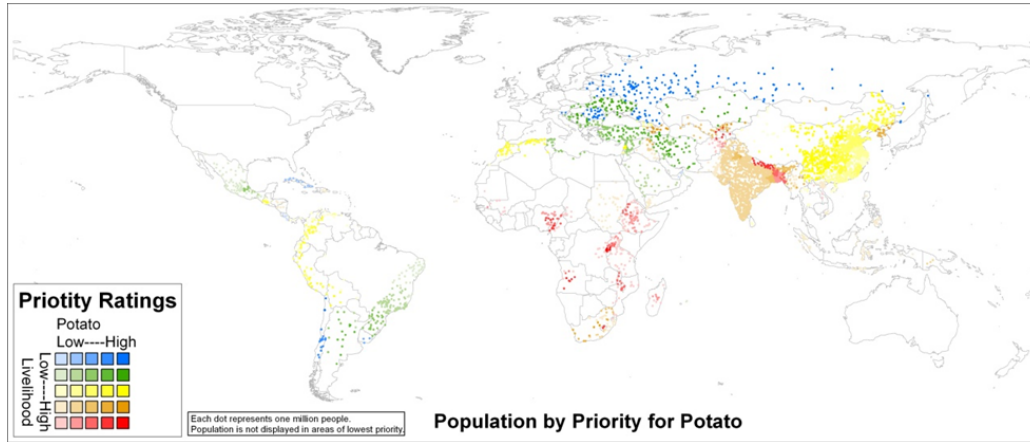 Priotity Ratings
Potato
Low----High
Low----High
Livelihood
Each dot represents one million people.
Population is not displayed in areas of lowest priority.
Population by Priority for Potato